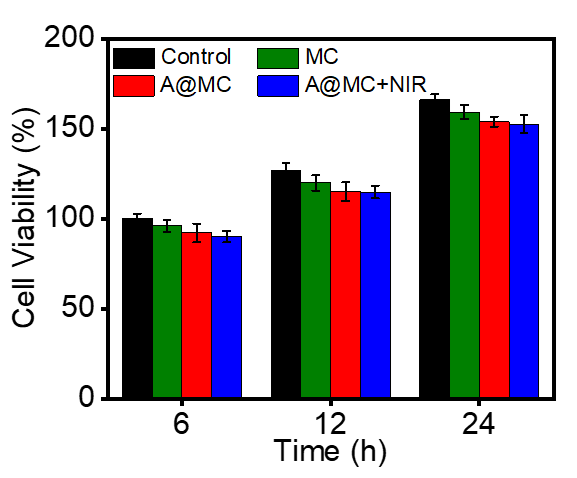 200
150
100
50
0
Cell Viability (%)
Control MC
A@MC A@MC+NIR
6 12 24
Time (h)